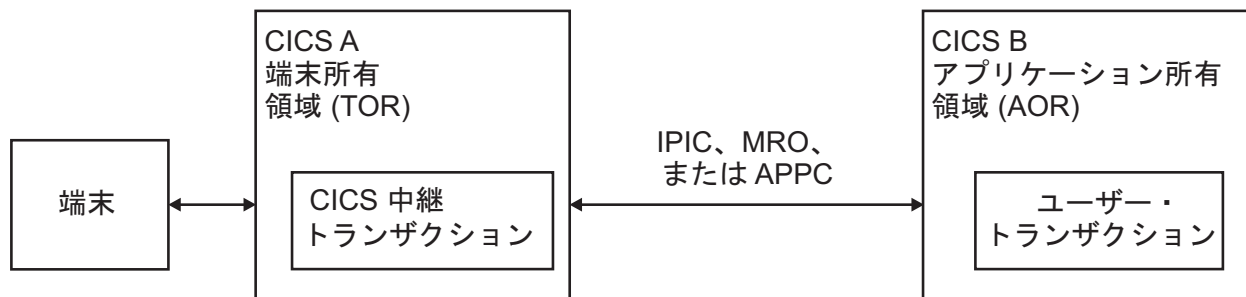 端末
CICS A
端末所有
領域 (TOR)
CICS 中継
トランザクション
IPIC、MRO、
または APPC
CICS B
アプリケーション所有
領域 (AOR)
ユーザー・
トランザクション